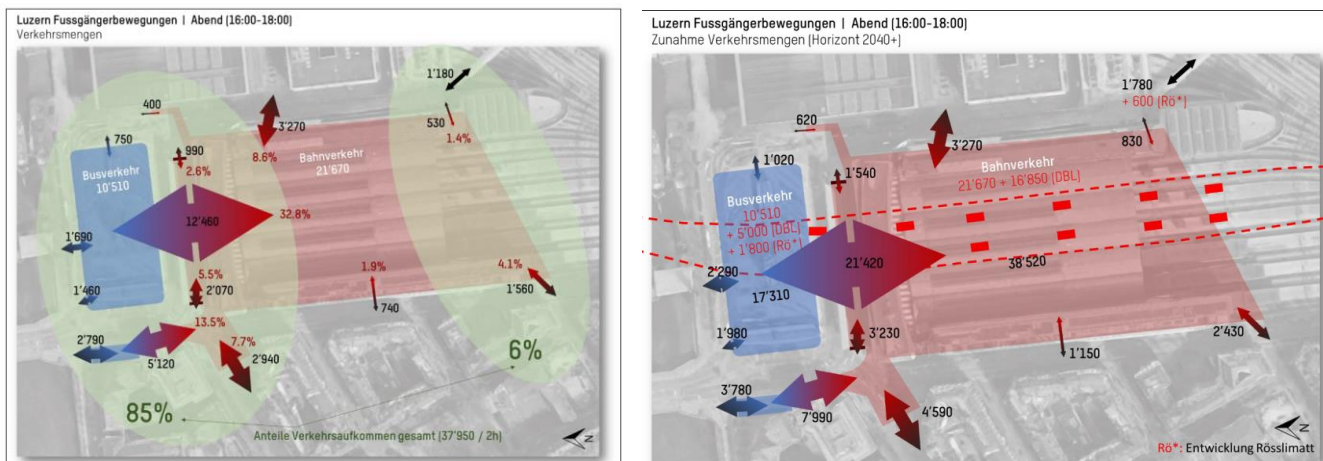 Luzern Fussgängerbewegungen | Abend (16:00-18:00)
Verkehrsmengen
1'180
400
530
750
3'270
1.4%
990
8.6%
Bahnverkehr
21'670
Busverkehr
10'510
2.6%
12'460
32.8%
1'690
5.5%
1.9%
4.1%
1'460
2'070
740
1'560
13.5%
2'790
7.7%
5'120
2'940
6%
85%
Anteile Verkehrsaufkommen gesamt (37'950 / 2h)
N
Luzern Fussgängerbewegungen | Abend (16:00-18:00)
Zunahme Verkehrsmengen (Horizont 2040+)
1'780
+ 600 (Rö*)
620
830
3'270
1'020
1'540
Bahnverkehr
21'670 + 16'850 (DBL)
Busverkehr
10'510
+ 5'000 (DBL)
+ 1'800 (Rö*)
21'420
38'520
2'290
17'310
1'980
3'230
1'150
2'430
3'780
7'990
4'590
N
Rö*: Entwicklung Rösslimatt